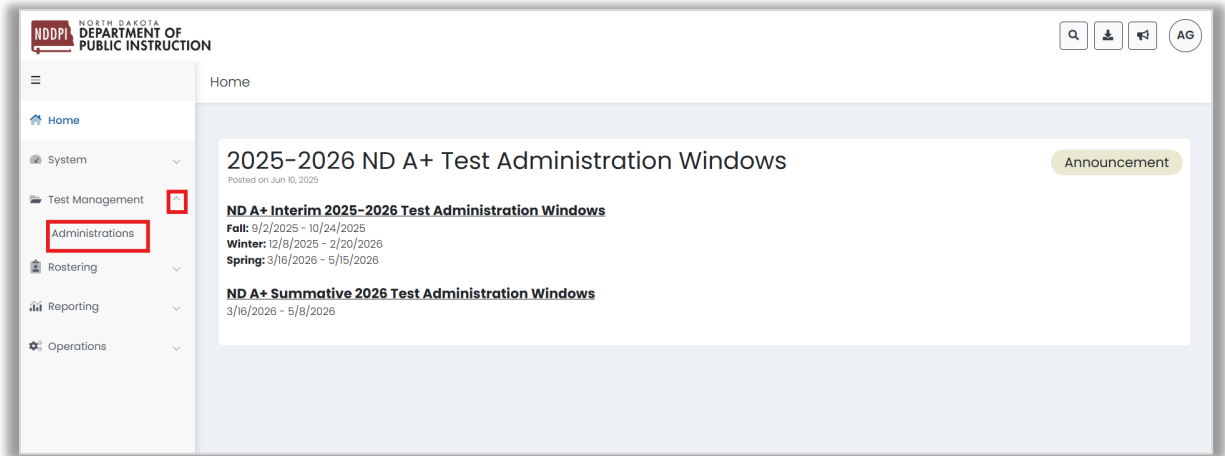 NDDPI
NORTH DAKOTA
DEPARTMENT OF
PUBLIC INSTRUCTION
AG
Home
Home
System
Test Management
Administrations
Rostering
Reporting
Operations
2025-2026 ND A+ Test Administration Windows
Announcement
Posted on Jun 10, 2025
ND A+ Interim 2025-2026 Test Administration Windows
Fall: 9/2/2025 - 10/24/2025
Winter: 12/8/2025 - 2/20/2026
Spring: 3/16/2026 - 5/15/2026
ND A+ Summative 2026 Test Administration Windows
3/16/2026 - 5/8/2026